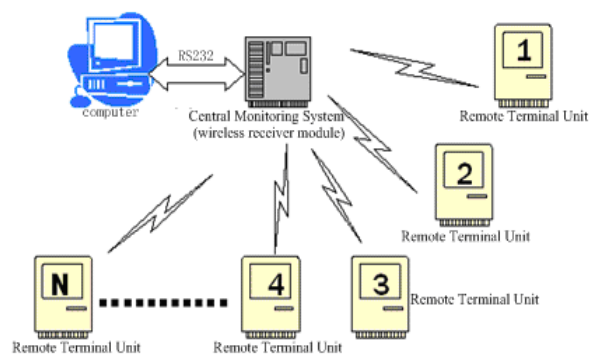 RS232
computer
Central Monitoring System
(wireless receiver module)
1
Remote Terminal Unit
2
Remote Terminal Unit
3
Remote Terminal Unit
4
Remote Terminal Unit
N
Remote Terminal Unit